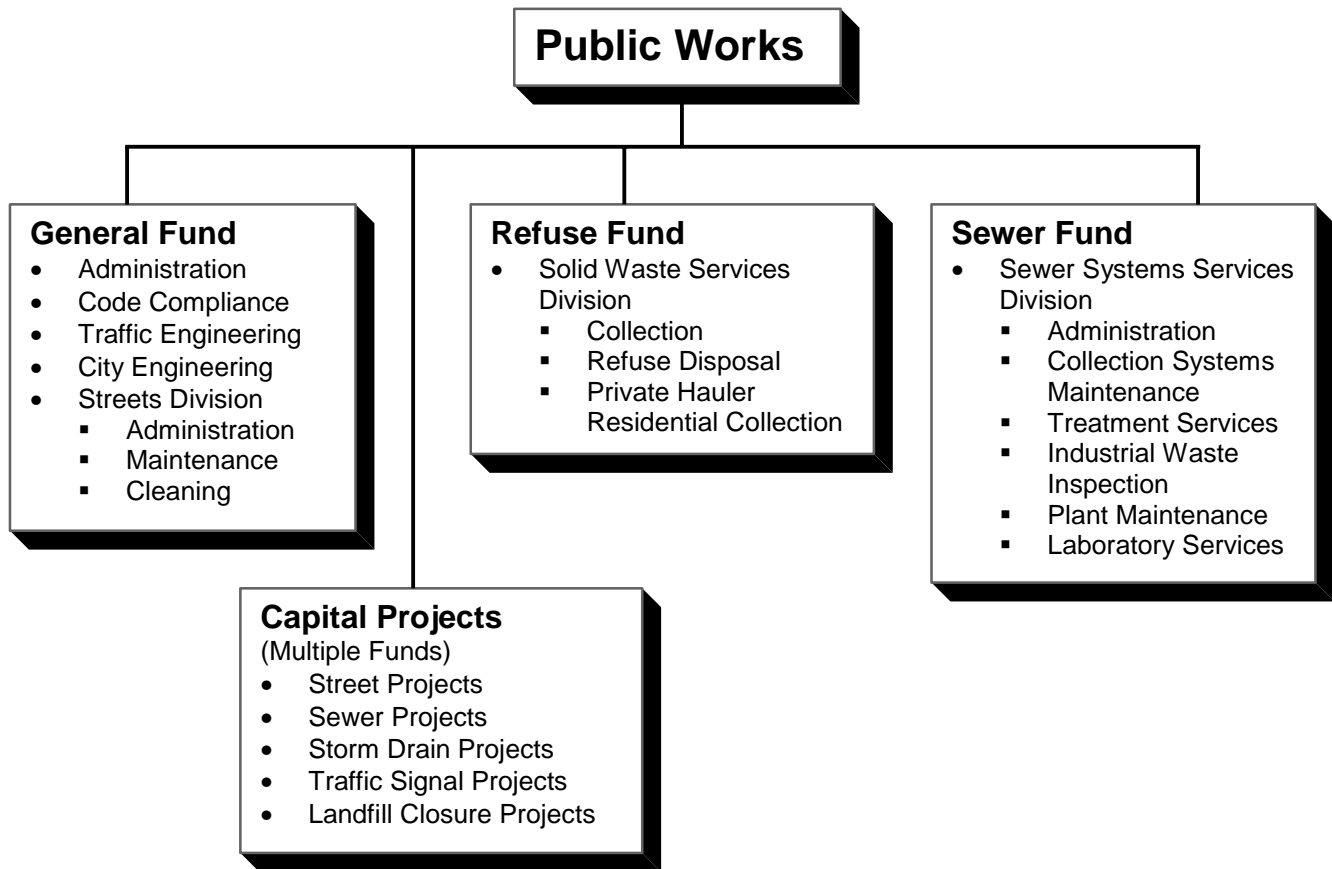 Public Works
General Fund
• Administration
• Code Compliance
• Traffic Engineering
• City Engineering
• Streets Division
▪ Administration
▪ Maintenance
▪ Cleaning
Capital Projects
(Multiple Funds)
• Street Projects
• Sewer Projects
• Storm Drain Projects
• Traffic Signal Projects
• Landfill Closure Projects
Refuse Fund
• Solid Waste Services
Division
▪ Collection
▪ Refuse Disposal
▪ Private Hauler
Residential Collection
Sewer Fund
• Sewer Systems Services
Division
▪ Administration
▪ Collection Systems
Maintenance
▪ Treatment Services
▪ Industrial Waste
Inspection
▪ Plant Maintenance
▪ Laboratory Services